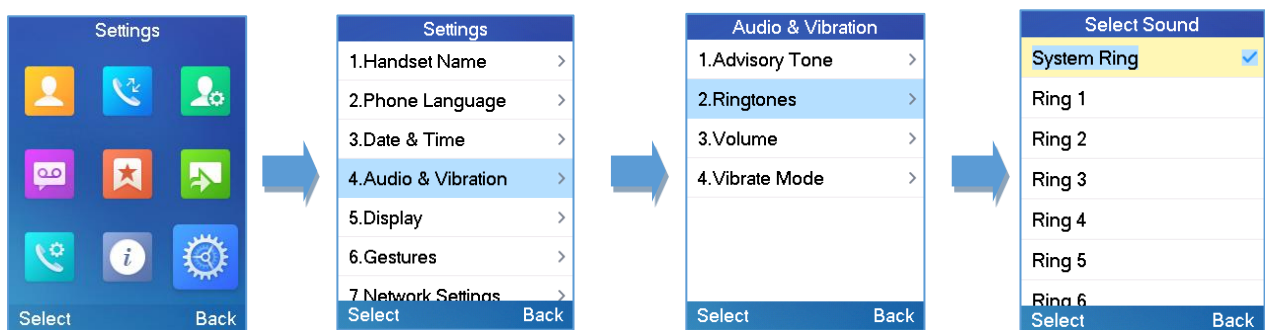 Settings
Select Back
Settings
1.Handset Name
2.Phone Language
3.Date & Time
4.Audio & Vibration
5.Display
6.Gestures
7 Network Settings
Select Back
Audio & Vibration
1.Advisory Tone
2.Ringtones
3.Volume
4.Vibrate Mode
Select Back
Select Sound
System Ring
Ring 1
Ring 2
Ring 3
Ring 4
Ring 5
Ring 6
Select Back